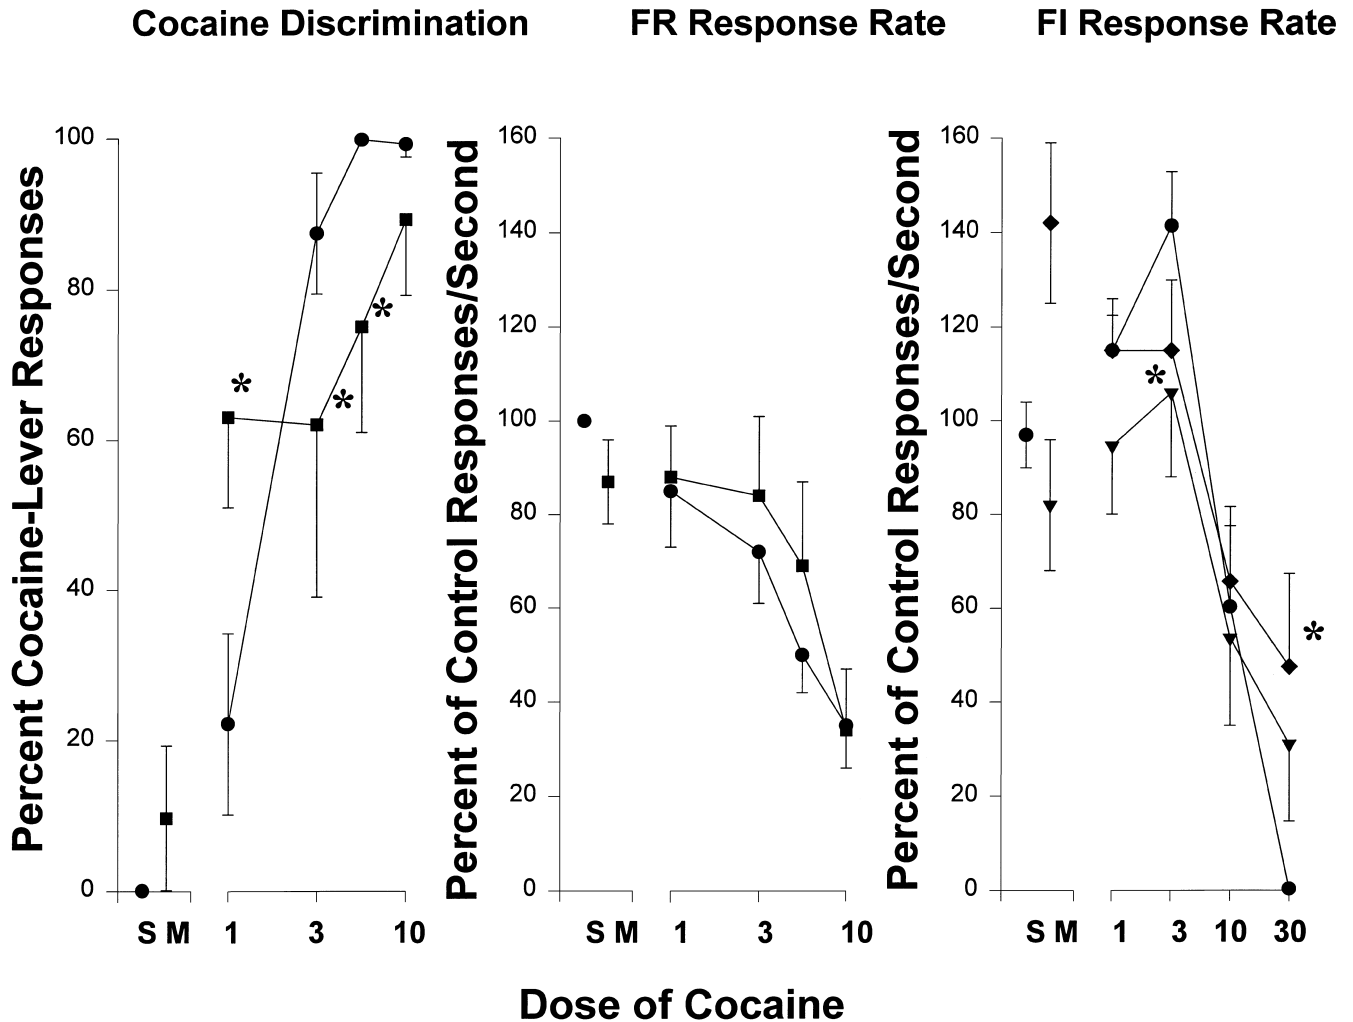 Cocaine Discrimination
FR Response Rate
FI Response Rate
Percent Cocaine-Lever Responses
100
80
60
40
20
0
S M 1 3 10
*
*
*
Percent of Control Responses/Second
160
140
120
100
80
60
40
20
0
S M 1 3 10
Percent of Control Responses/Second
160
140
120
100
80
60
40
20
0
S M 1 3 10 30
*
*
Dose of Cocaine